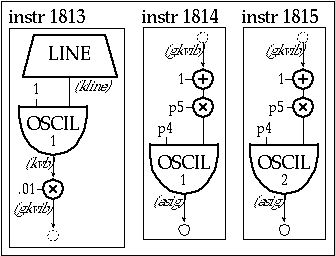 instr 1813
LINE
1
(kline)
OSCIL
1
(kvb)
.01
×
(gkvib)
instr 1814
(gkvib)
1
+
p5
×
p4
OSCIL
1
(asig)
instr 1815
(gkvib)
1
+
p5
×
p4
OSCIL
2
(asig)